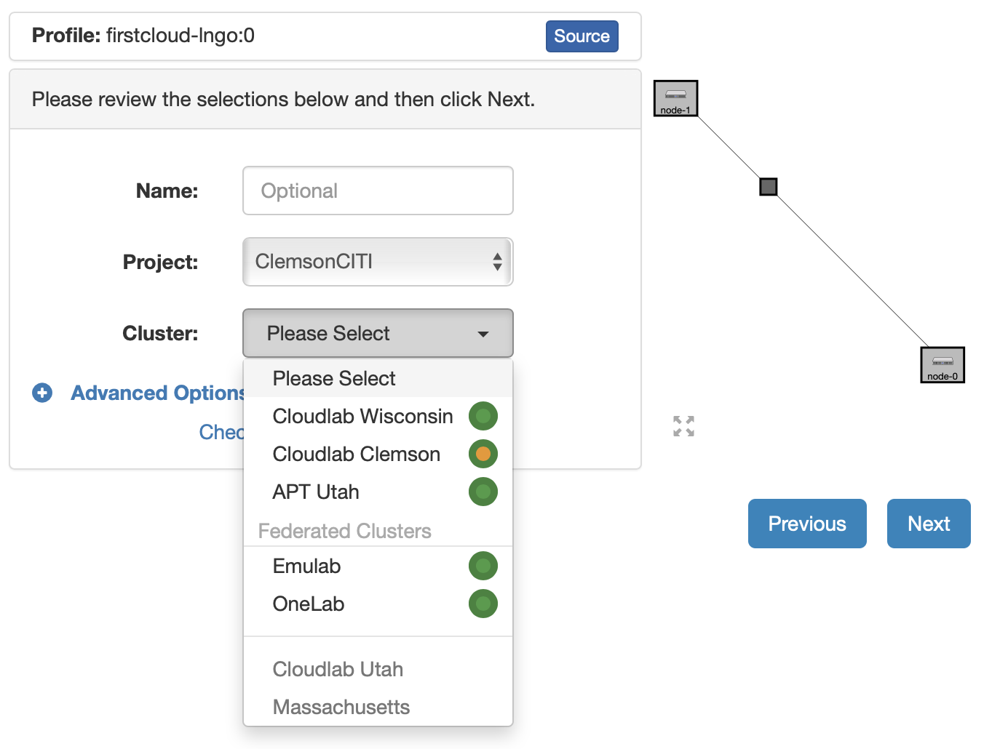 Profile: firstcloud-lngo:0
Source
Please review the selections below and then click Next.
Name:
Optional
Project:
ClemsonCITI
Cluster:
Please Select
Please Select
Advanced Options
Cloudlab Wisconsin
Chec
Cloudlab Clemson
APT Utah
Federated Clusters
Emulab
OneLab
Cloudlab Utah
Massachusetts
node-1
node-0
Previous
Next